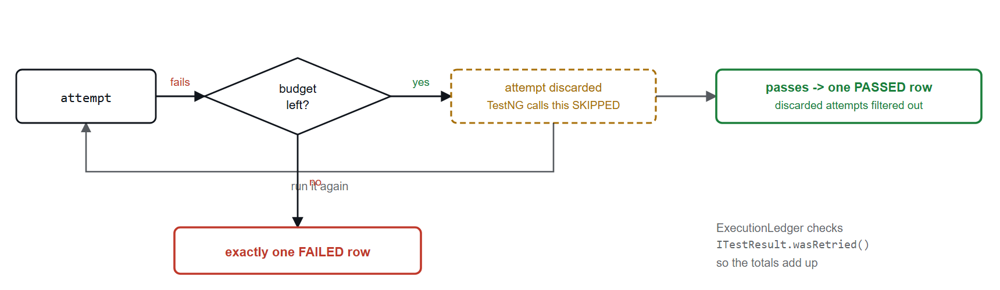 attempt
fails
budget
left?
yes
attempt discarded
TestNG calls this SKIPPED
passes -> one PASSED row
discarded attempts filtered out
no
run it again
exactly one FAILED row
ExecutionLedger checks
ITestResult.wasRetried()
so the totals add up